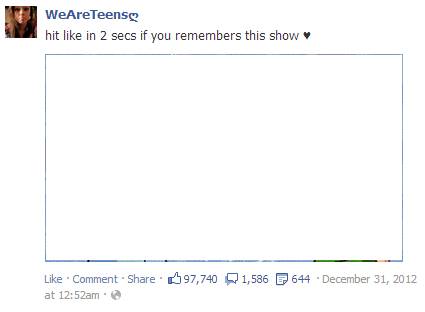 WeAreTeensღ
hit like in 2 secs if you remembers this show ♥
Like · Comment · Share · 97,740 1,586 644 · December 31, 2012
at 12:52am ·